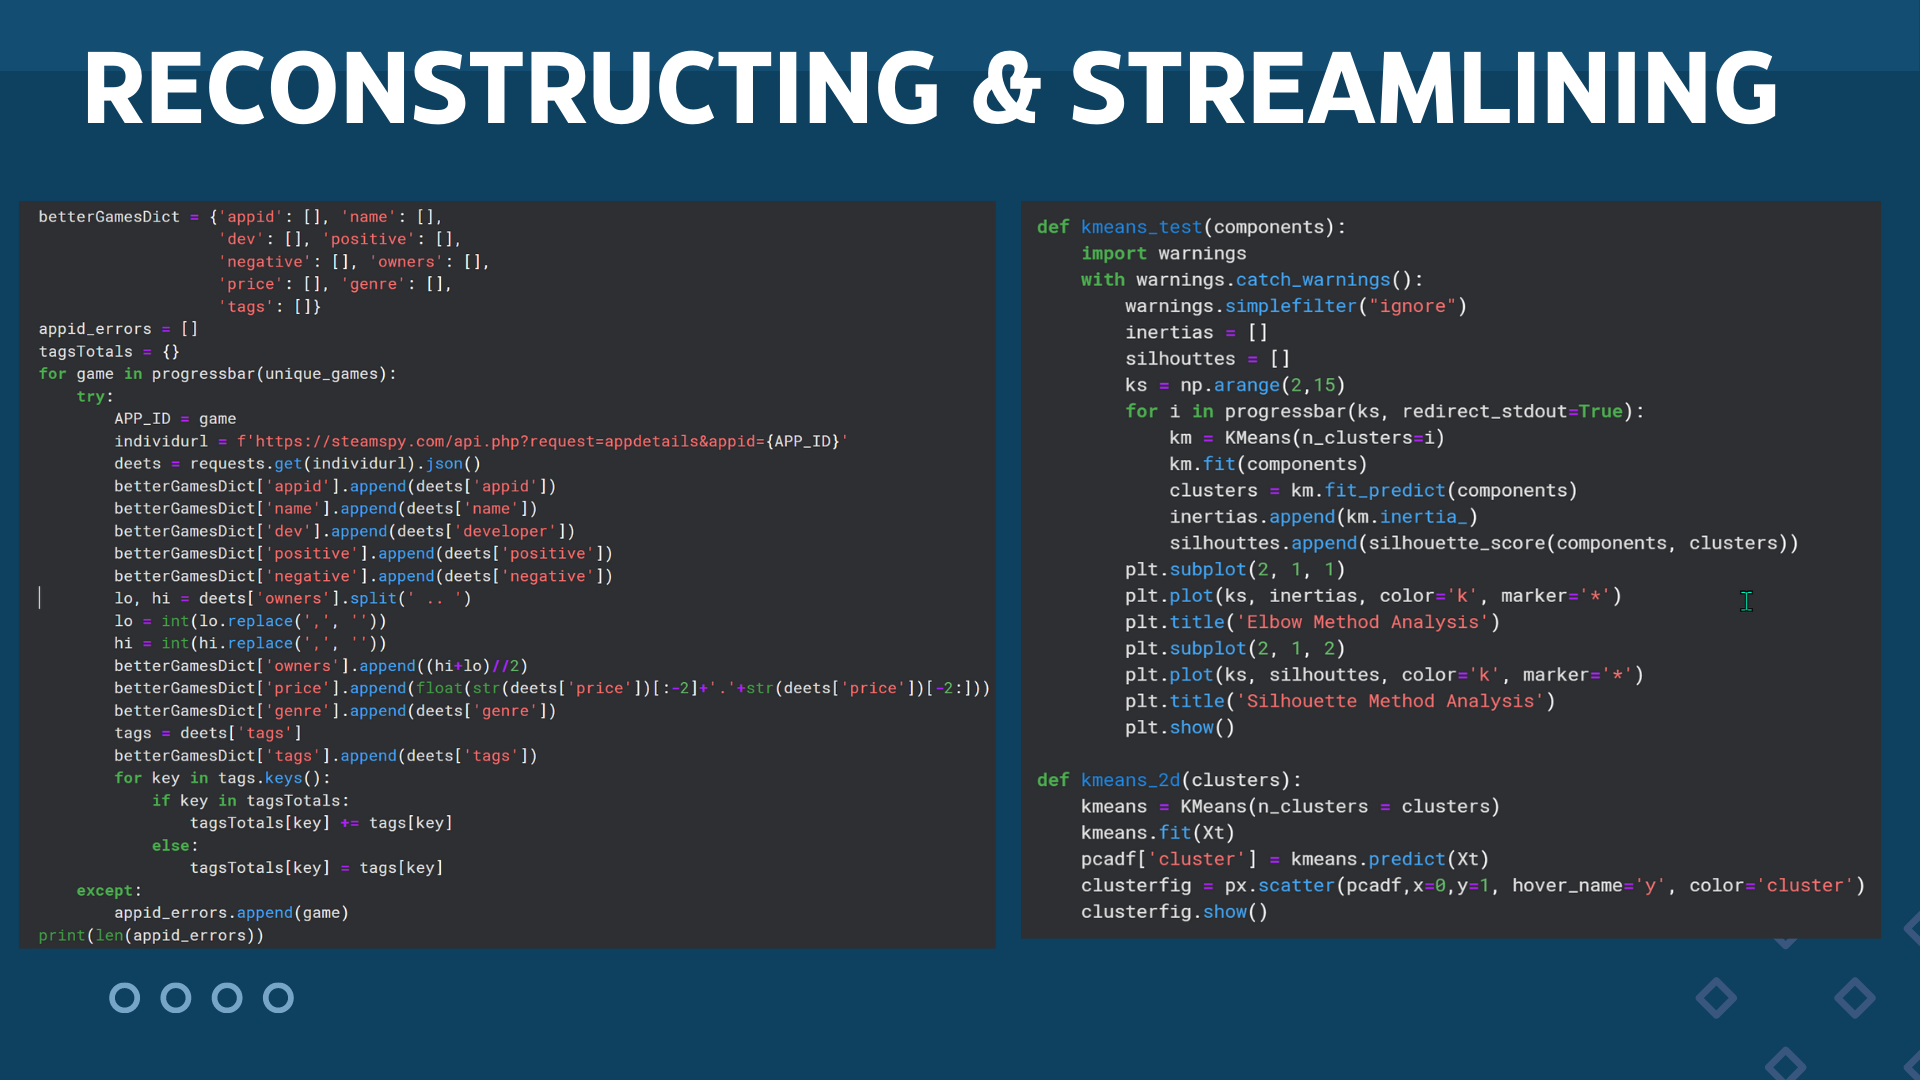 RECONSTRUCTING & STREAMLINING
betterGamesDict = {'appid': [], 'name': [],
                   'dev': [], 'positive': [],
                   'negative': [], 'owners': [],
                   'price': [], 'genre': [],
                   'tags': []}
appid_errors = []
tagsTotals = {}
for game in progressbar(unique_games):
    try:
        APP_ID = game
        individurl = f'https://steamspy.com/api.php?request=appdetails&appid={APP_ID}'
        deets = requests.get(individurl).json()
        betterGamesDict['appid'].append(deets['appid'])
        betterGamesDict['name'].append(deets['name'])
        betterGamesDict['dev'].append(deets['developer'])
        betterGamesDict['positive'].append(deets['positive'])
        betterGamesDict['negative'].append(deets['negative'])
        lo, hi = deets['owners'].split(' .. ')
        lo = int(lo.replace(',', ''))
        hi = int(hi.replace(',', ''))
        betterGamesDict['owners'].append((hi+lo)//2)
        betterGamesDict['price'].append(float(str(deets['price'])[:-2]+'.'+str(deets['price'])[-2:]))
        betterGamesDict['genre'].append(deets['genre'])
        tags = deets['tags']
        betterGamesDict['tags'].append(deets['tags'])
        for key in tags.keys():
            if key in tagsTotals:
                tagsTotals[key] += tags[key]
            else:
                tagsTotals[key] = tags[key]
    except:
        appid_errors.append(game)
print(len(appid_errors))
def kmeans_test(components):
    import warnings
    with warnings.catch_warnings():
        warnings.simplefilter("ignore")
        inertias = []
        silhouttes = []
        ks = np.arange(2,15)
        for i in progressbar(ks, redirect_stdout=True):
            km = KMeans(n_clusters=i)
            km.fit(components)
            clusters = km.fit_predict(components)
            inertias.append(km.inertia_)
            silhouttes.append(silhouette_score(components, clusters))
        plt.subplot(2, 1, 1)
        plt.plot(ks, inertias, color='k', marker='*')
        plt.title('Elbow Method Analysis')
        plt.subplot(2, 1, 2)
        plt.plot(ks, silhouttes, color='k', marker='*')
        plt.title('Silhouette Method Analysis')
        plt.show()
def kmeans_2d(clusters):
    kmeans = KMeans(n_clusters = clusters)
    kmeans.fit(Xt)
    pcadf['cluster'] = kmeans.predict(Xt)
    clusterfig = px.scatter(pcadf,x=0,y=1, hover_name='y', color='cluster')
    clusterfig.show()